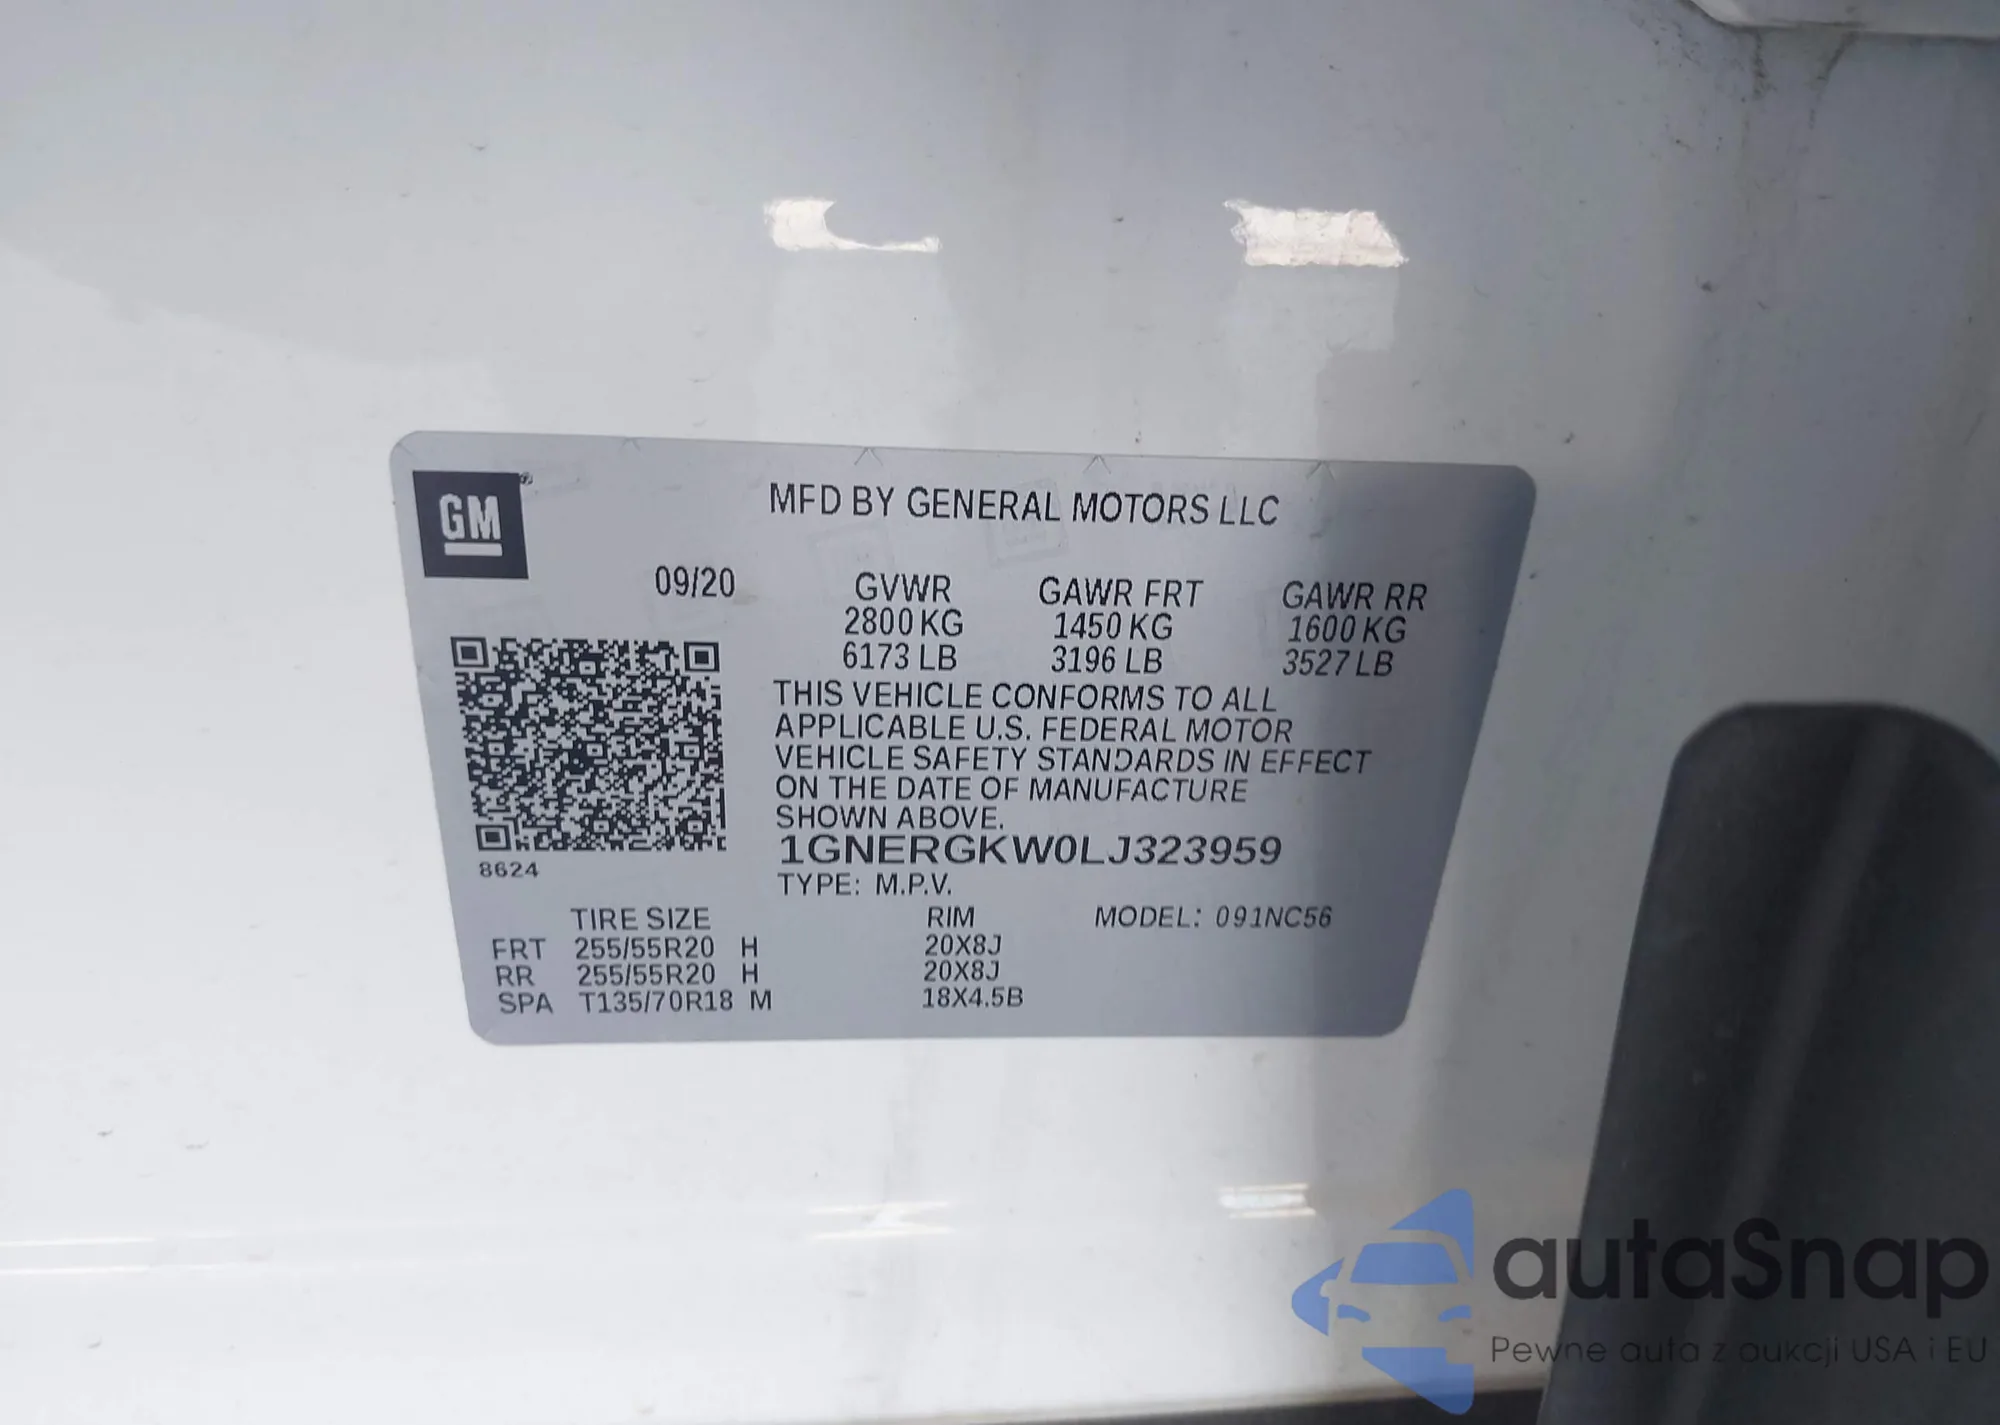 GM
MFD BY GENERAL MOTORS LLC
09/20 GVWR GAWR FRT GAWR RR
2800 KG 1450 KG 1600 KG
6173 LB 3196 LB 3527 LB
THIS VEHICLE CONFORMS TO ALL
APPLICABLE U.S. FEDERAL MOTOR
VEHICLE SAFETY STANDARDS IN EFFECT
ON THE DATE OF MANUFACTURE
SHOWN ABOVE.
1GNERGKW0LJ323959
8624
TYPE: M.P.V.
TIRE SIZE RIM MODEL: 091NC56
FRT 255/55R20 H 20X8J
RR 255/55R20 H 20X8J
SPA T135/70R18 M 18X4.5B
autaSnap
Pewne auta z aukcji USA i EU